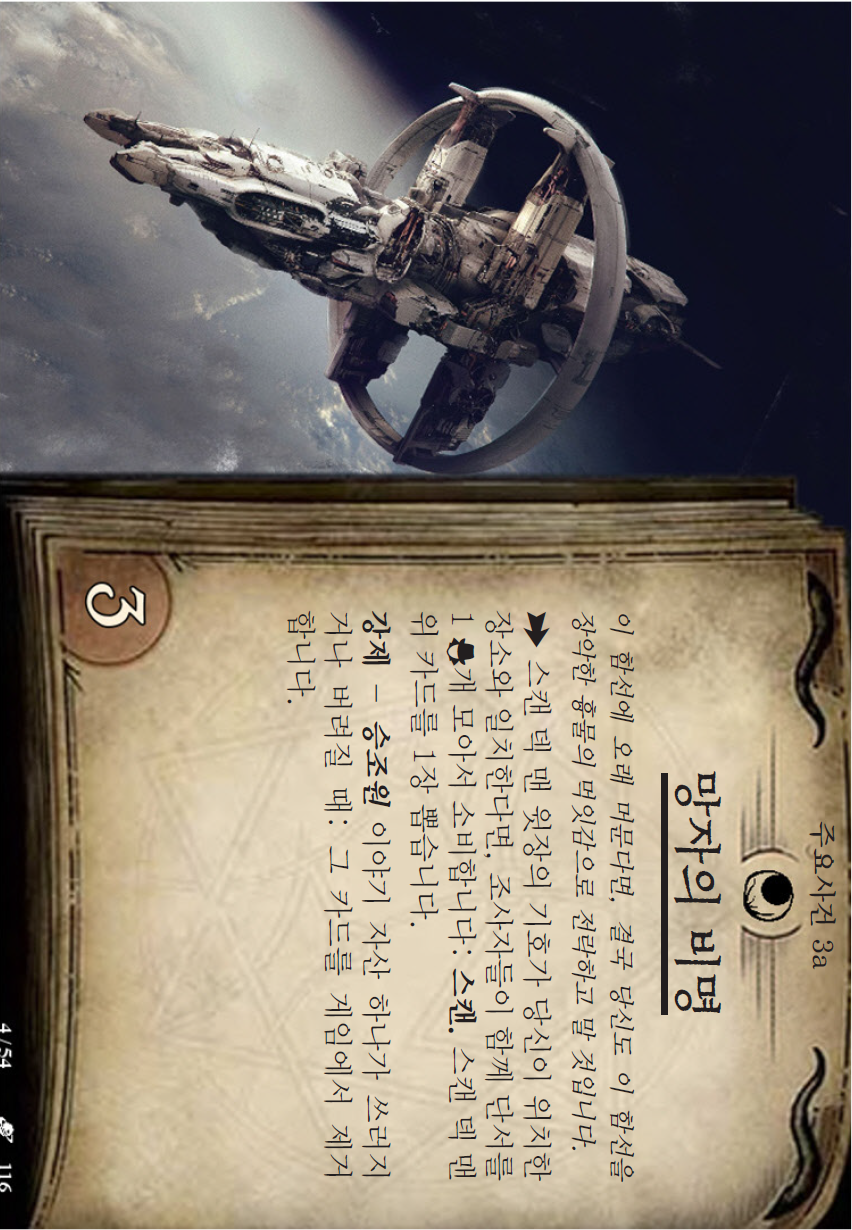 주요사건 3a
망자의 비명
이 함선에 오래 머문다면, 결국 당신도 이 함선을
장악한 흉물의 먹잇감으로 전락하고 말 것입니다.
스캔 덱 맨 윗장의 기호가 당신이 위치한
장소와 일치한다면, 조사자들이 함께 단서를
1 개 모아서 소비합니다: 스캔. 스캔 덱 맨
위 카드를 1장 뽑습니다.
강제 – 승조원 이야기 자산 하나가 쓰러지
거나 버려질 때: 그 카드를 게임에서 제거
합니다.
3
4/54 116